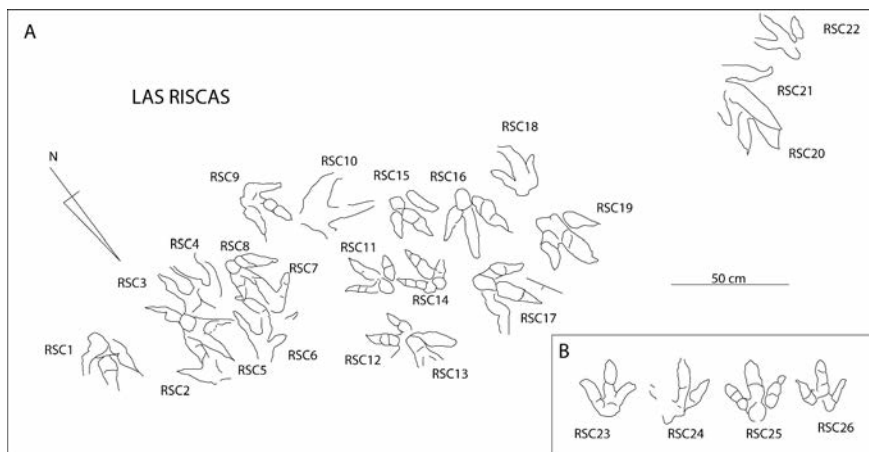 A
RSC22
LAS RISCAS
RSC21
RSC18
RSC20
N
RSC10
RSC9
RSC15
RSC16
RSC19
RSC4
RSC8
RSC11
RSC3
RSC7
50 cm
RSC14
RSC17
RSC1
RSC12
RSC6
RSC13
RSC5
RSC2
B
RSC23
RSC24
RSC25
RSC26